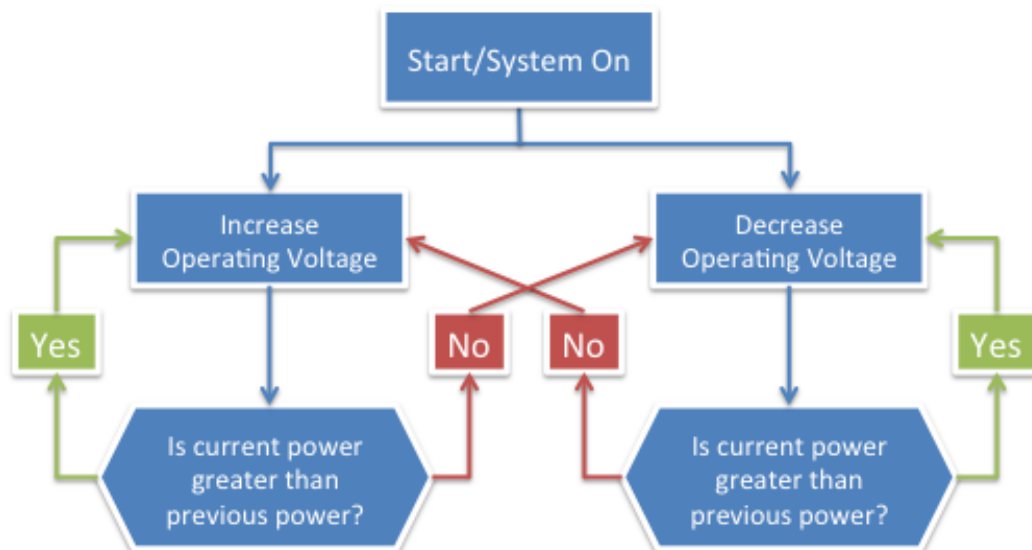 Start/System On
Increase
Operating Voltage
Decrease
Operating Voltage
Yes
No
No
Yes
Is current power
greater than
previous power?
Is current power
greater than
previous power?